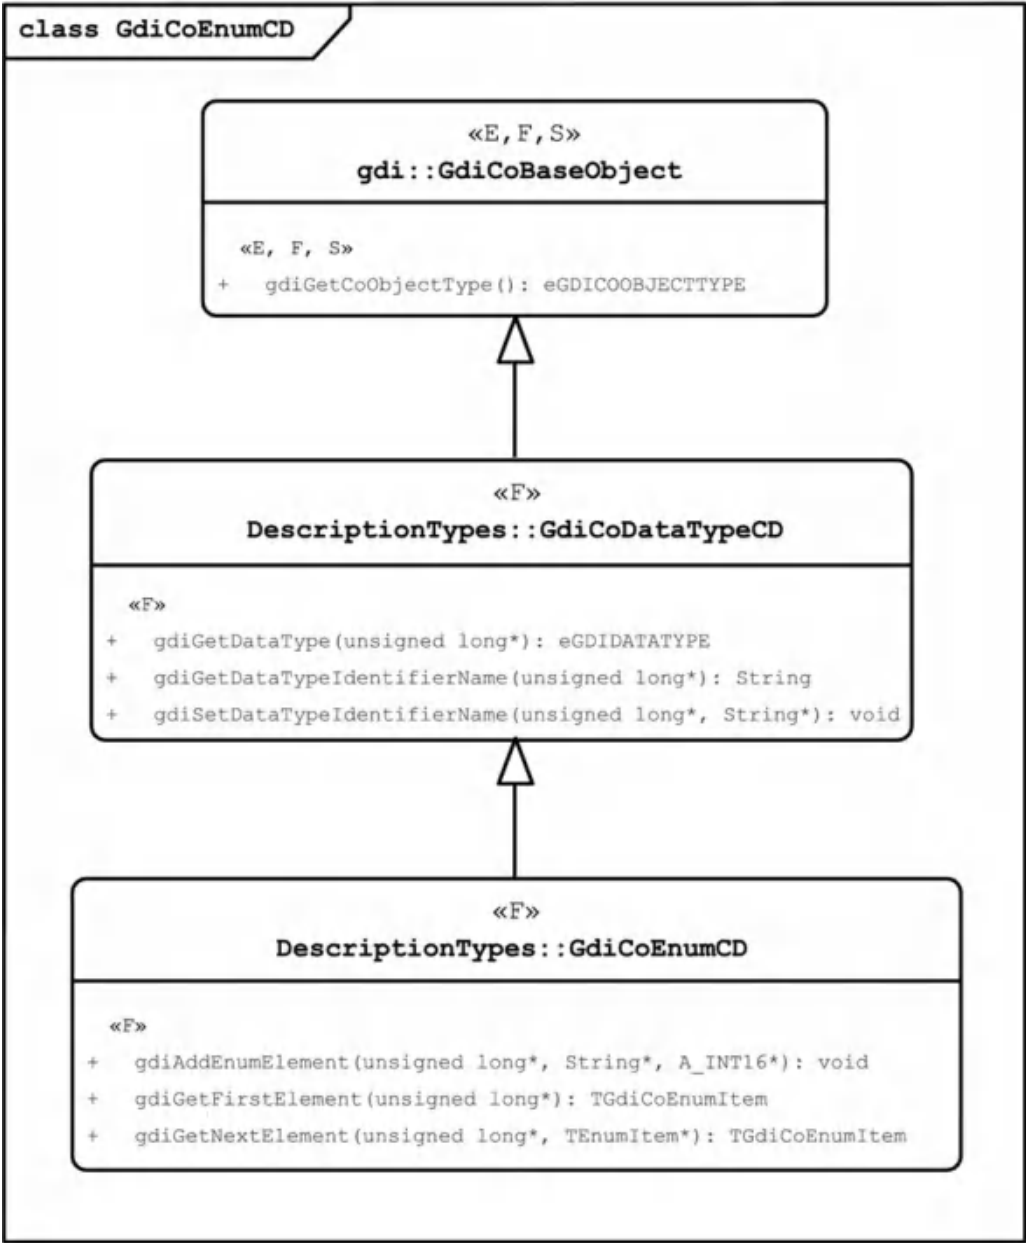 class GdiCoEnumCD
«E,F,S»
gdi::GdiCoBaseObject
«E, F, S»
+ gdiGetCoObjectType(): eGDICOOBJECTTYPE
«F»
DescriptionTypes::GdiCoDataTypeCD
«F»
+ gdiGetDataType(unsigned long*): eGDIDATATYPE
+ gdiGetDataTypeIdentifierName(unsigned long*): String
+ gdiSetDataTypeIdentifierName(unsigned long*, String*): void
«F»
DescriptionTypes::GdiCoEnumCD
«F»
+ gdiAddEnumElement(unsigned long*, String*, A_INT16*): void
+ gdiGetFirstElement(unsigned long*): TGdiCoEnumItem
+ gdiGetNextElement(unsigned long*, TEnumItem*): TGdiCoEnumItem